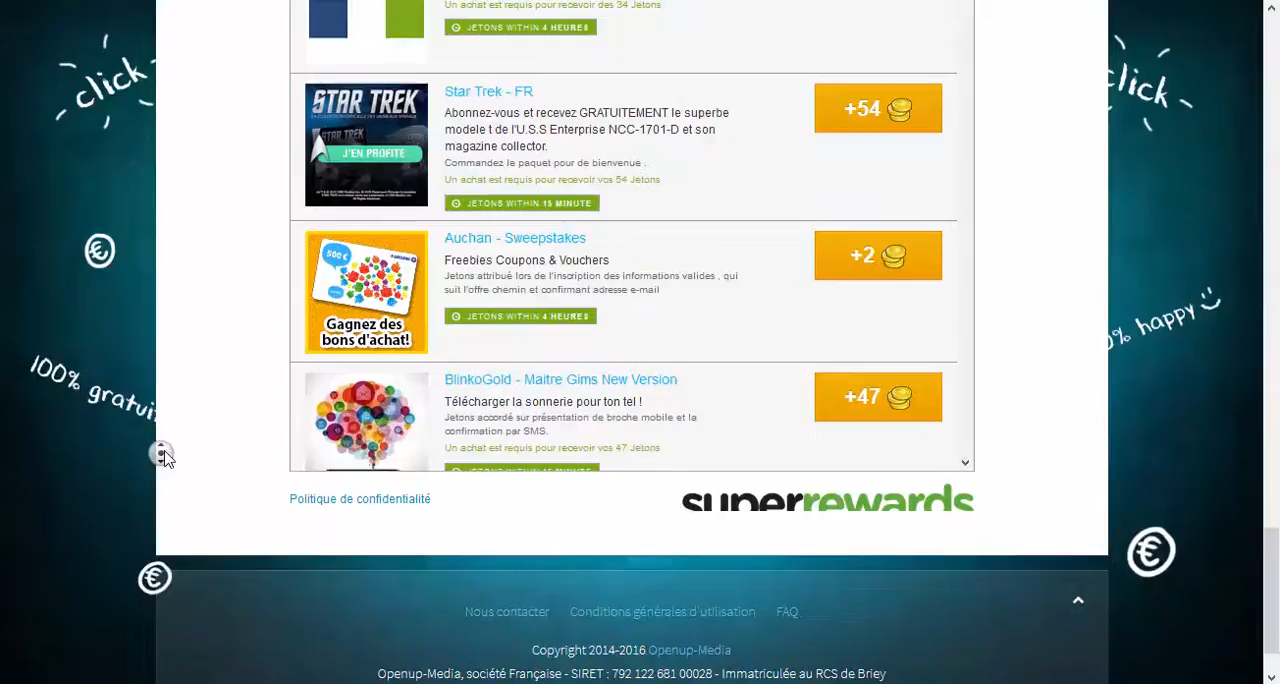 Un achat est requis pour recevoir des 34 Jetons
JETONS WITHIN 4 HEURES
click
click
STAR TREK
STAR TREK
J'EN PROFITE
Star Trek - FR
Abonnez-vous et recevez GRATUITEMENT le superbe
modele t de l'U.S.S Enterprise NCC-1701-D et son
magazine collector.
Commandez le paquet pour de bienvenue .
Un achat est requis pour recevoir vos 54 Jetons
JETONS WITHIN 15 MINUTE
+54
500€
Gagnez des
bons d'achat!
Auchan - Sweepstakes
Freebies Coupons & Vouchers
Jetons attribué lors de l'inscription des informations valides , qui
suit l'offre chemin et confirmant adresse e-mail
JETONS WITHIN 4 HEURES
+2
€
100% gratuit
0% happy
BlinkoGold - Maitre Gims New Version
Télécharger la sonnerie pour ton tel !
Jetons accordé sur présentation de broche mobile et la
confirmation par SMS.
Un achat est requis pour recevoir vos 47 Jetons
JETONS WITHIN 15 MINUTE
+47
Politique de confidentialité
superrewards
€
€
Nous contacter Conditions générales d'utilisation FAQ
Copyright 2014-2016 Openup-Media
Openup-Media, société Française - SIRET : 792 122 681 00028 - Immatriculée au RCS de Briey